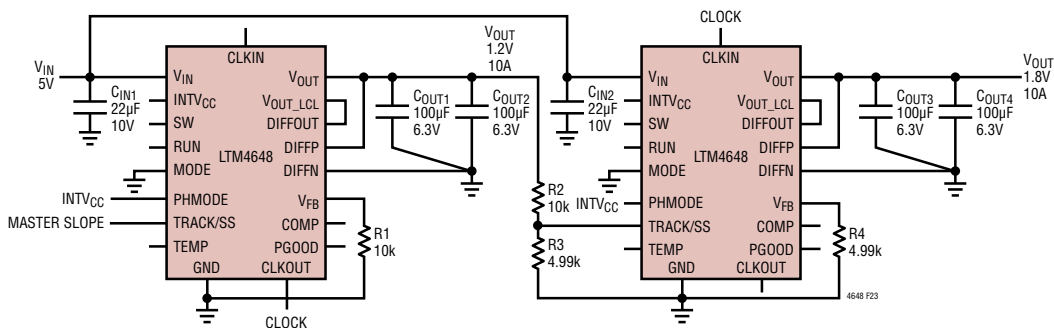 CLOCK
CLKIN
V_IN
5V
C_IN1
22µF
10V
V_IN
INTV_CC
SW
RUN
MODE
PHMODE
TRACK/SS
TEMP
GND
CLKOUT
LTM4648
V_OUT
V_OUT_LCL
DIFFOUT
DIFFP
DIFFN
V_FB
COMP
PGOOD
INTV_CC
MASTER SLOPE
CLOCK
R1
10k
C_OUT1
100µF
6.3V
C_OUT2
100µF
6.3V
V_OUT
1.2V
10A
R2
10k
R3
4.99k
C_IN2
22µF
10V
INTV_CC
CLKIN
V_IN
INTV_CC
SW
RUN
MODE
PHMODE
TRACK/SS
TEMP
GND
CLKOUT
LTM4648
V_OUT
V_OUT_LCL
DIFFOUT
DIFFP
DIFFN
V_FB
COMP
PGOOD
C_OUT3
100µF
6.3V
C_OUT4
100µF
6.3V
V_OUT
1.8V
10A
R4
4.99k
4648 F23